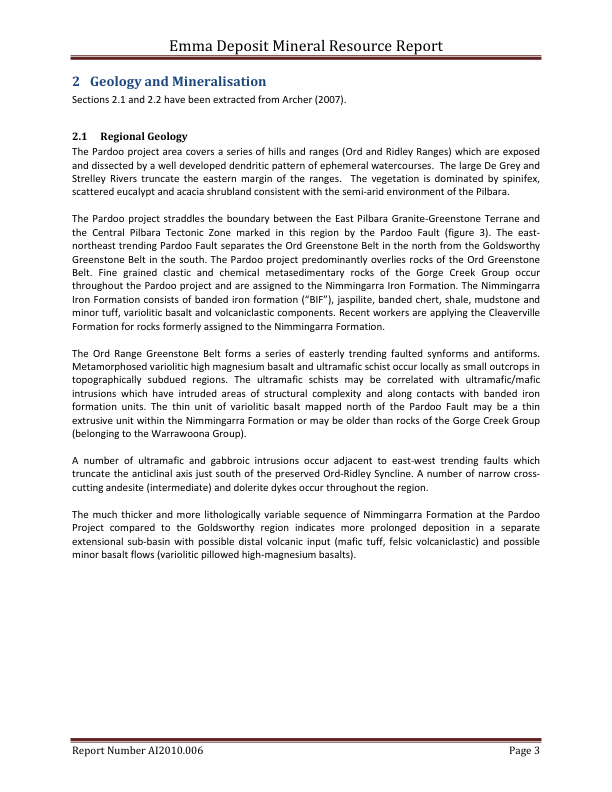 Emma Deposit Mineral Resource Report
2 Geology and Mineralisation
Sections 2.1 and 2.2 have been extracted from Archer (2007).
2.1 Regional Geology
The Pardoo project area covers a series of hills and ranges (Ord and Ridley Ranges) which are exposed
and dissected by a well developed dendritic pattern of ephemeral watercourses. The large De Grey and
Strelley Rivers truncate the eastern margin of the ranges. The vegetation is dominated by spinifex,
scattered eucalypt and acacia shrubland consistent with the semi-arid environment of the Pilbara.
The Pardoo project straddles the boundary between the East Pilbara Granite-Greenstone Terrane and
the Central Pilbara Tectonic Zone marked in this region by the Pardoo Fault (figure 3). The east-
northeast trending Pardoo Fault separates the Ord Greenstone Belt in the north from the Goldsworthy
Greenstone Belt in the south. The Pardoo project predominantly overlies rocks of the Ord Greenstone
Belt. Fine grained clastic and chemical metasedimentary rocks of the Gorge Creek Group occur
throughout the Pardoo project and are assigned to the Nimmingarra Iron Formation. The Nimmingarra
Iron Formation consists of banded iron formation (“BIF”), jaspilite, banded chert, shale, mudstone and
minor tuff, variolitic basalt and volcaniclastic components. Recent workers are applying the Cleaverville
Formation for rocks formerly assigned to the Nimmingarra Formation.
The Ord Range Greenstone Belt forms a series of easterly trending faulted synforms and antiforms.
Metamorphosed variolitic high magnesium basalt and ultramafic schist occur locally as small outcrops in
topographically subdued regions. The ultramafic schists may be correlated with ultramafic/mafic
intrusions which have intruded areas of structural complexity and along contacts with banded iron
formation units. The thin unit of variolitic basalt mapped north of the Pardoo Fault may be a thin
extrusive unit within the Nimmingarra Formation or may be older than rocks of the Gorge Creek Group
(belonging to the Warrawoona Group).
A number of ultramafic and gabbroic intrusions occur adjacent to east-west trending faults which
truncate the anticlinal axis just south of the preserved Ord-Ridley Syncline. A number of narrow cross-
cutting andesite (intermediate) and dolerite dykes occur throughout the region.
The much thicker and more lithologically variable sequence of Nimmingarra Formation at the Pardoo
Project compared to the Goldsworthy region indicates more prolonged deposition in a separate
extensional sub-basin with possible distal volcanic input (mafic tuff, felsic volcaniclastic) and possible
minor basalt flows (variolitic pillowed high-magnesium basalts).
Report Number AI2010.006 Page 3